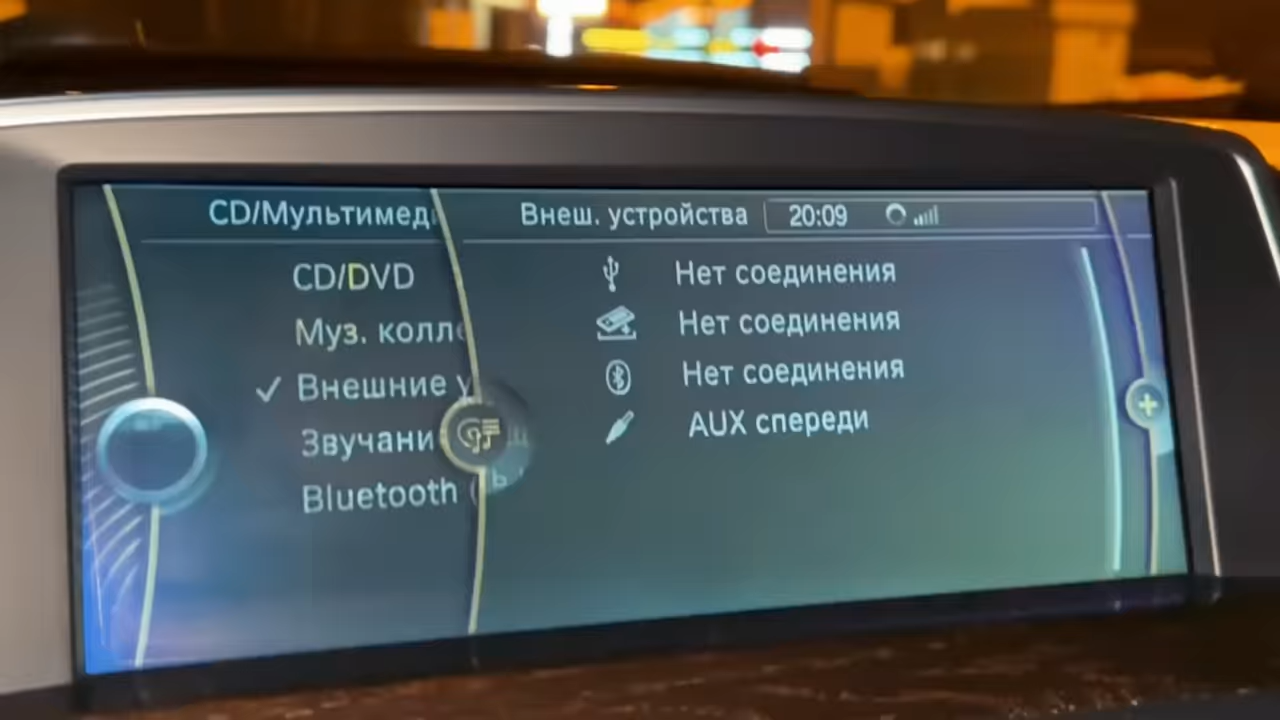 CD/Мультимед
CD/DVD
Муз. колл
Внешние у
Звучани
Bluetooth
Внеш. устройства 20:09
Нет соединения
Нет соединения
Нет соединения
AUX спереди